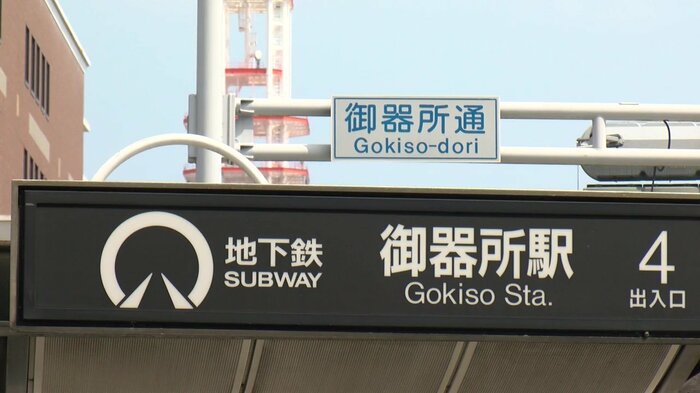 御器所通
Gokiso-dori
地下鉄
SUBWAY
御器所駅
Gokiso Sta.
4
出入口